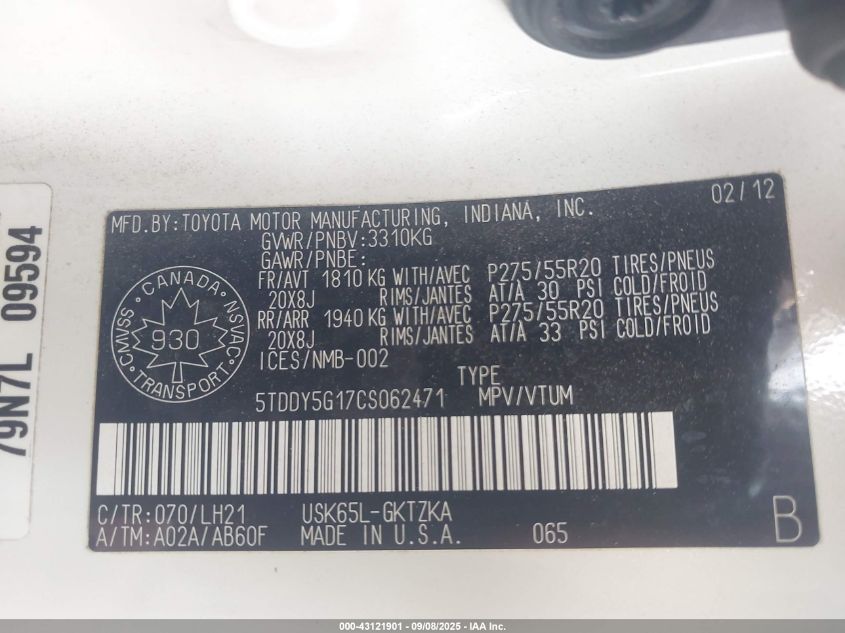 79N7L 09594
MFD.BY:TOYOTA MOTOR MANUFACTURING, INDIANA, INC. 02/12
GVWR/PNBV:3310KG
GAWR/PNBE:
FR/AVT 1810 KG WITH/AVEC P275/55R20 TIRES/PNEUS
20X8J RIMS/JANTES AT/A 30 PSI COLD/FROID
RR/ARR 1940 KG WITH/AVEC P275/55R20 TIRES/PNEUS
20X8J RIMS/JANTES AT/A 33 PSI COLD/FROID
ICES/NMB-002
CANADA
CMVSS NSVAC
930
TRANSPORT
TYPE
5TDDY5G17CS062471 MPV/VTUM
C/TR:070/LH21 USK65L-GKTZKA
A/TM:A02A/AB60F MADE IN U.S.A. 065 B
000-43121901 - 09/08/2025 - IAA Inc.